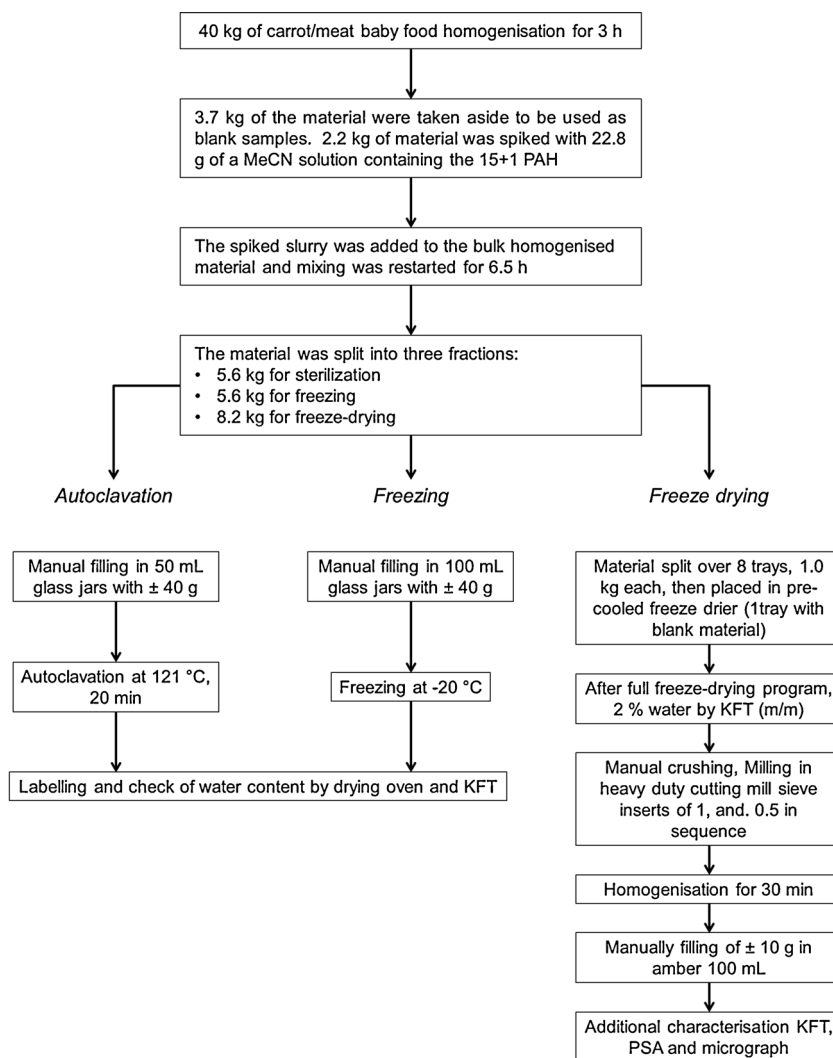 40 kg of carrot/meat baby food homogenisation for 3 h
3.7 kg of the material were taken aside to be used as
blank samples.  2.2 kg of material was spiked with 22.8
g of a MeCN solution containing the 15+1 PAH
The spiked slurry was added to the bulk homogenised
material and mixing was restarted for 6.5 h
The material was split into three fractions:
• 5.6 kg for sterilization
• 5.6 kg for freezing
• 8.2 kg for freeze-drying
Autoclavation
Manual filling in 50 mL
glass jars with ± 40 g
Autoclavation at 121 °C,
20 min
Freezing
Manual filling in 100 mL
glass jars with ± 40 g
Freezing at -20 °C
Labelling and check of water content by drying oven and KFT
Freeze drying
Material split over 8 trays, 1.0
kg each, then placed in pre-
cooled freeze drier (1tray with
blank material)
After full freeze-drying program,
2 % water by KFT (m/m)
Manual crushing, Milling in
heavy duty cutting mill sieve
inserts of 1, and. 0.5 in
sequence
Homogenisation for 30 min
Manually filling of ± 10 g in
amber 100 mL
Additional characterisation KFT,
PSA and micrograph